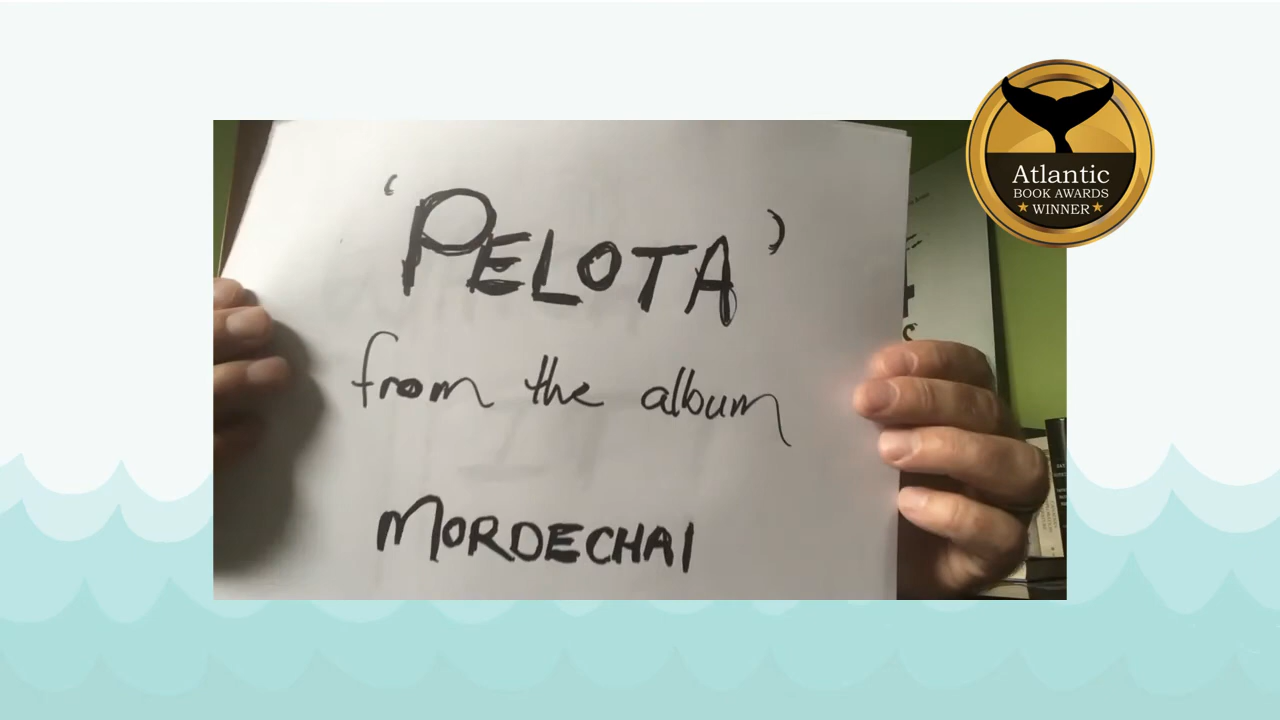 'PELOTA'
from the album
MORDECHAI
Atlantic
BOOK AWARDS
WINNER